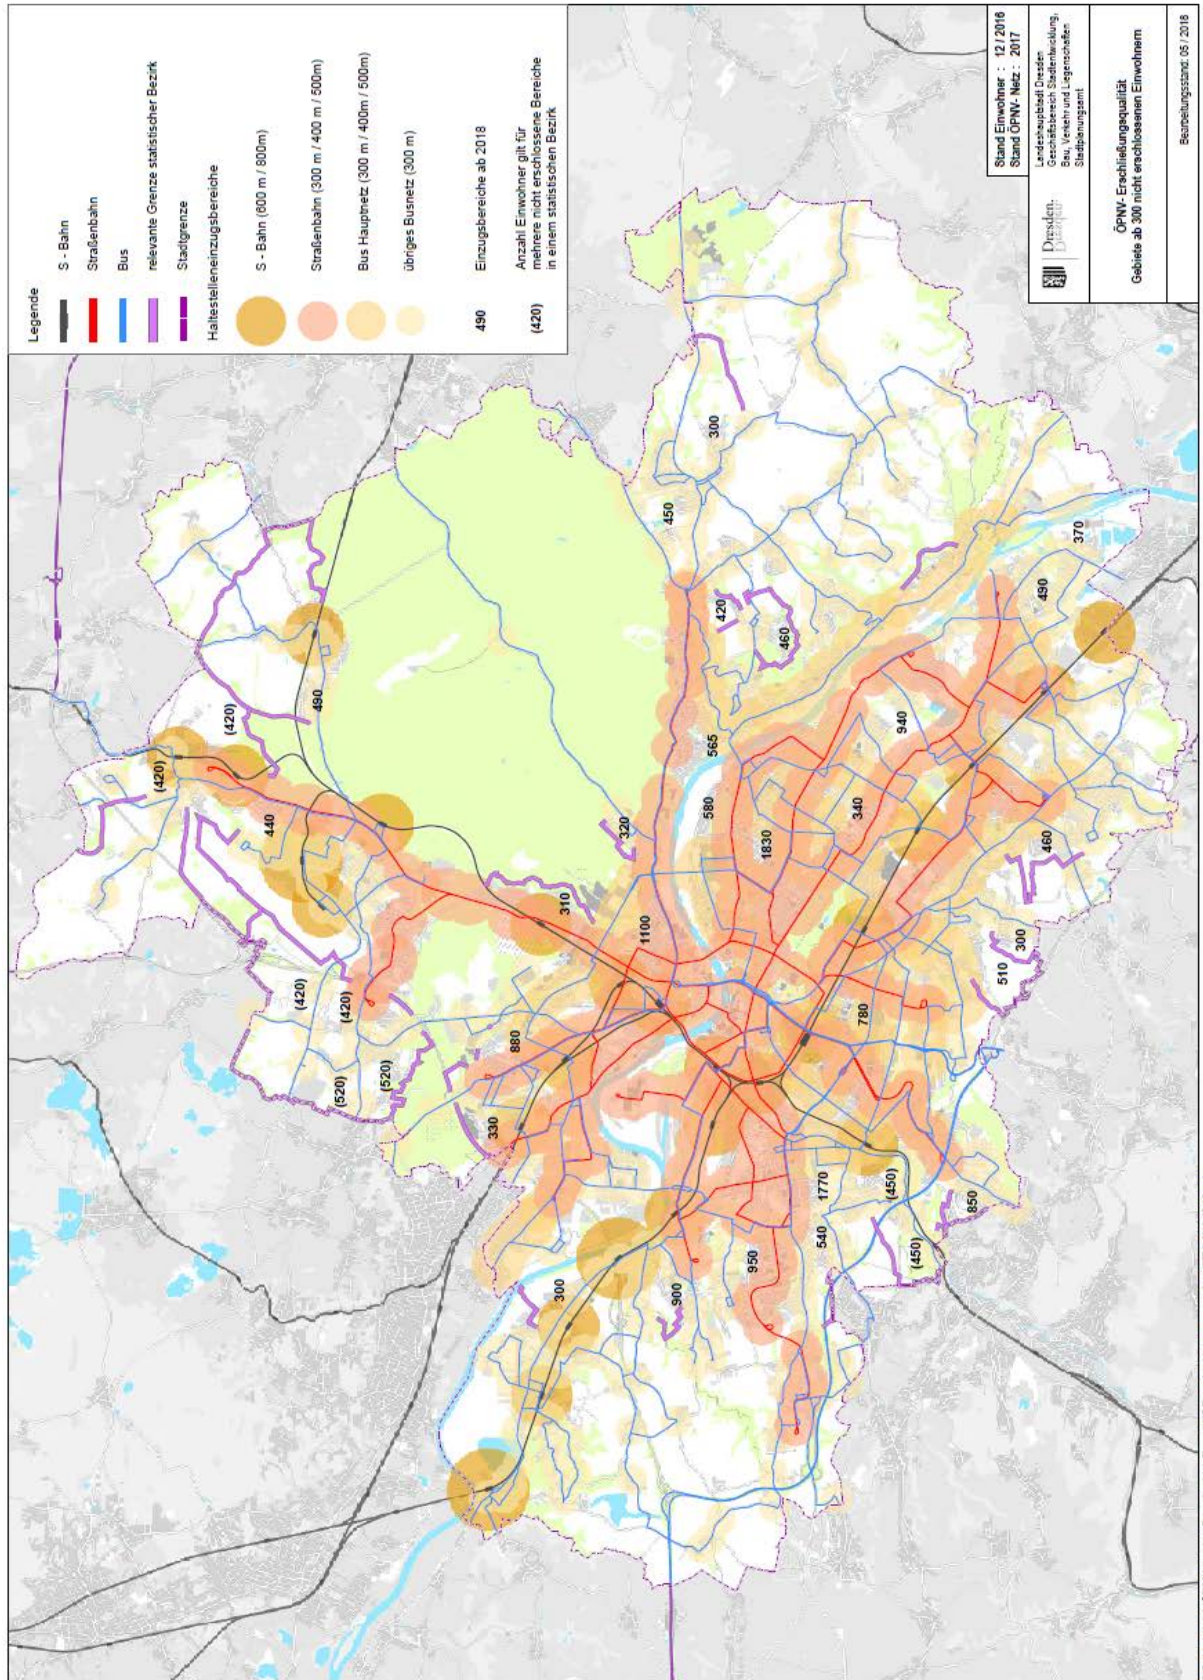 Legende
S - Bahn
Straßenbahn
Bus
relevante Grenze statistischer Bezirk
Stadtgrenze
Haltestelleneinzugsbereiche
S - Bahn (600 m / 800m)
Straßenbahn (300 m / 400 m / 500m)
Bus Hauptnetz (300 m / 400m / 500m)
übriges Busnetz (300 m)
490 Einzugsbereiche ab 2018
(420) Anzahl Einwohner gilt für
mehrere nicht erschlossene Bereiche
in einem statistischen Bezirk
Stand Einwohner : 12 / 2016
Stand ÖPNV- Netz : 2017
Dresden.
Landeshauptstadt Dresden
Geschäftsbereich Stadtentwicklung,
Bau, Verkehr und Liegenschaften
Stadtplanungsamt
ÖPNV- Erschließungsqualität
Gebiete ab 300 nicht erschlossenen Einwohnern
Bearbeitungsstand: 05 / 2018
(420)
(420)
440
490
(420)
(420)
(520)
(520)
310
320
880
330
1100
300
900
950
540
1770
(450)
(450)
850
780
510
300
460
340
1830
580
565
940
420
460
450
300
490
370